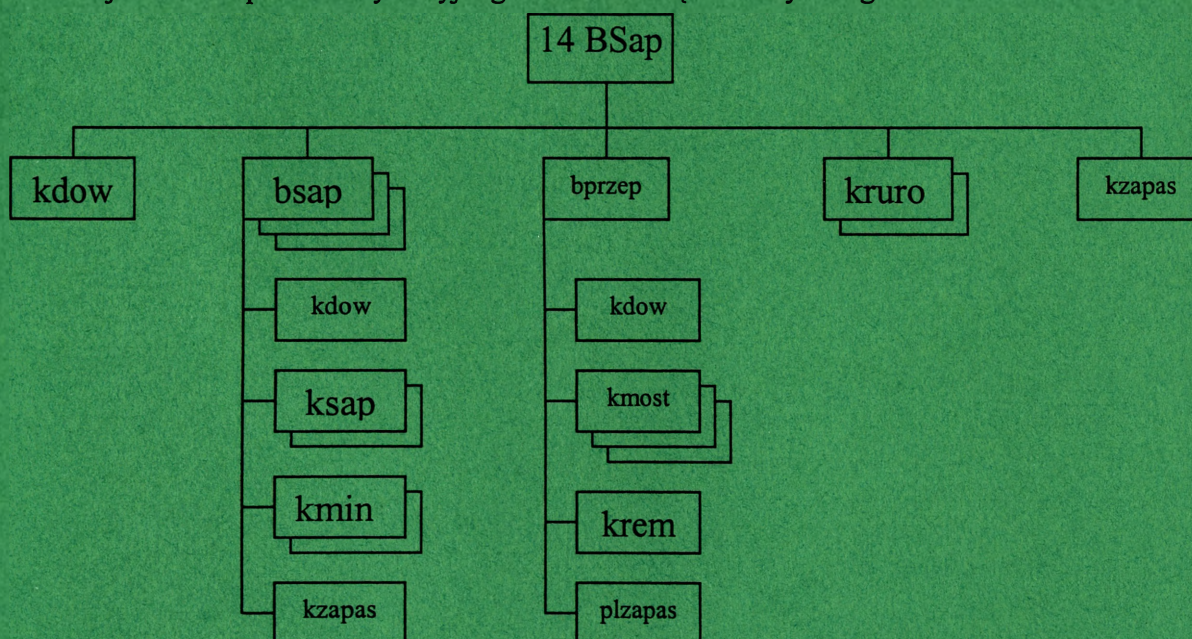 14 BSap
kdow
bsap
bprzep
kruro
kzapas
kdow
ksap
kmin
kzapas
kdow
kmost
krem
plzapas